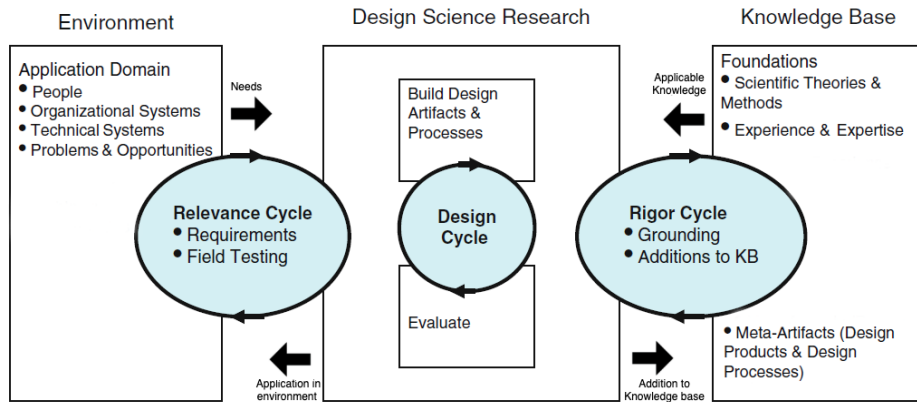 Environment
Design Science Research
Knowledge Base
Application Domain
• People
• Organizational Systems
• Technical Systems
• Problems & Opportunities
Needs
Build Design
Artifacts &
Processes
Applicable
Knowledge
Foundations
• Scientific Theories &
Methods
• Experience & Expertise
Relevance Cycle
• Requirements
• Field Testing
Design
Cycle
Rigor Cycle
• Grounding
• Additions to KB
Evaluate
• Meta-Artifacts (Design
Products & Design
Processes)
Application in
environment
Addition to
Knowledge base